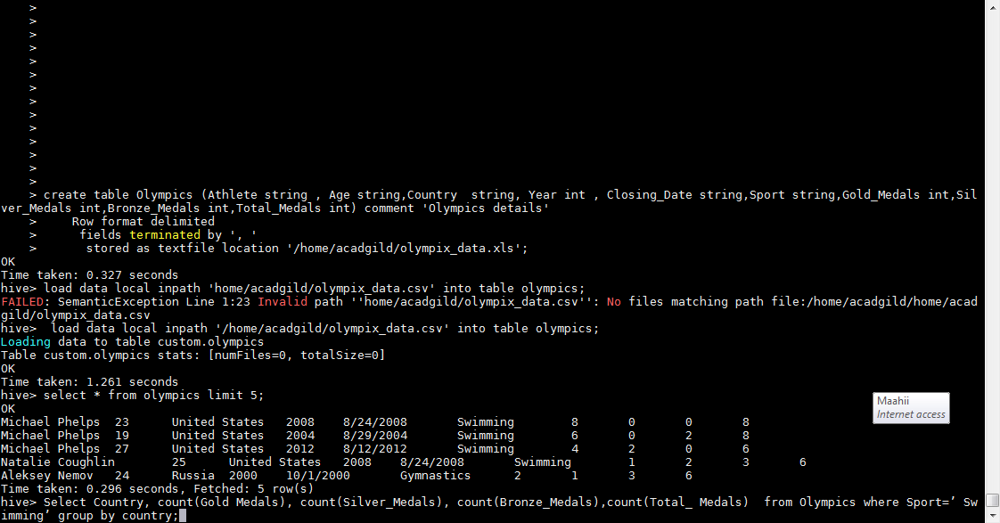 >
>
>
>
>
>
>
>
>
>
>
>
>
>
> create table Olympics (Athlete string , Age string,Country  string, Year int , Closing_Date string,Sport string,Gold_Medals int,Sil
ver_Medals int,Bronze_Medals int,Total_Medals int) comment 'Olympics details'
>     Row format delimited
>      fields terminated by ', '
>       stored as textfile location '/home/acadgild/olympix_data.xls';
OK
Time taken: 0.327 seconds
hive> load data local inpath 'home/acadgild/olympix_data.csv' into table olympics;
FAILED: SemanticException Line 1:23 Invalid path ''home/acadgild/olympix_data.csv'': No files matching path file:/home/acadgild/home/acad
gild/olympix_data.csv
hive>  load data local inpath '/home/acadgild/olympix_data.csv' into table olympics;
Loading data to table custom.olympics
Table custom.olympics stats: [numFiles=0, totalSize=0]
OK
Time taken: 1.261 seconds
hive> select * from olympics limit 5;
OK
Michael Phelps  23      United States   2008    8/24/2008       Swimming        8       0       0       8
Michael Phelps  19      United States   2004    8/29/2004       Swimming        6       0       2       8
Michael Phelps  27      United States   2012    8/12/2012       Swimming        4       2       0       6
Natalie Coughlin        25      United States   2008    8/24/2008       Swimming        1       2       3       6
Aleksey Nemov   24      Russia  2000    10/1/2000       Gymnastics      2       1       3       6
Time taken: 0.296 seconds, Fetched: 5 row(s)
hive> Select Country, count(Gold Medals), count(Silver_Medals), count(Bronze_Medals),count(Total_ Medals)  from Olympics where Sport=’ Sw
imming’ group by country;
Maahii
Internet access